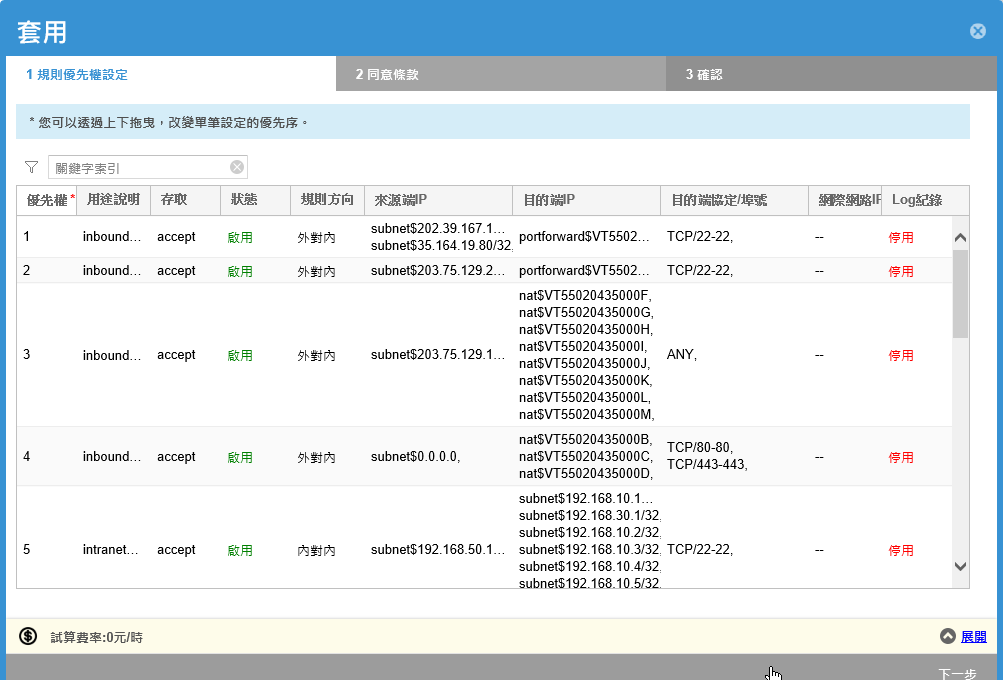 套用
1 規則優先權設定
2 同意條款
3 確認
* 您可以透過上下拖曳，改變單筆設定的優先序。
關鍵字索引
優先權* 用途說明 存取 狀態 規則方向 來源端IP 目的端IP 目的端協定/埠號 網際網路IP Log紀錄
1 inbound... accept 啟用 外對內 subnet$202.39.167.1... portforward$VT5502... TCP/22-22, -- 停用
subnet$35.164.19.80/32,
2 inbound... accept 啟用 外對內 subnet$203.75.129.2... portforward$VT5502... TCP/22-22, -- 停用
nat$VT55020435000F,
nat$VT55020435000G,
nat$VT55020435000H,
nat$VT55020435000I,
3 inbound... accept 啟用 外對內 subnet$203.75.129.1... ANY, -- 停用
nat$VT55020435000J,
nat$VT55020435000K,
nat$VT55020435000L,
nat$VT55020435000M,
nat$VT55020435000B, TCP/80-80,
4 inbound... accept 啟用 外對內 subnet$0.0.0.0, nat$VT55020435000C, TCP/443-443, -- 停用
nat$VT55020435000D,
subnet$192.168.10.1...
subnet$192.168.30.1/32,
subnet$192.168.10.2/32,
5 intranet... accept 啟用 內對內 subnet$192.168.50.1... subnet$192.168.10.3/32, TCP/22-22, -- 停用
subnet$192.168.10.4/32,
subnet$192.168.10.5/32,
試算費率:0元/時
展開
下一步